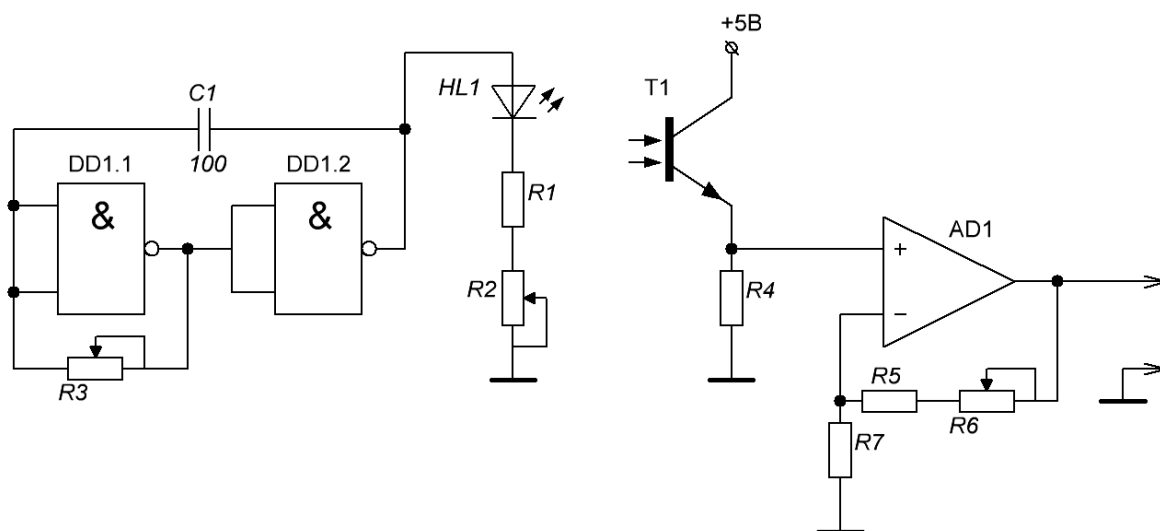 +5В
C1
HL1
T1
100
DD1.1
DD1.2
&
&
R1
AD1
+
−
R2
R4
R3
R5
R6
R7